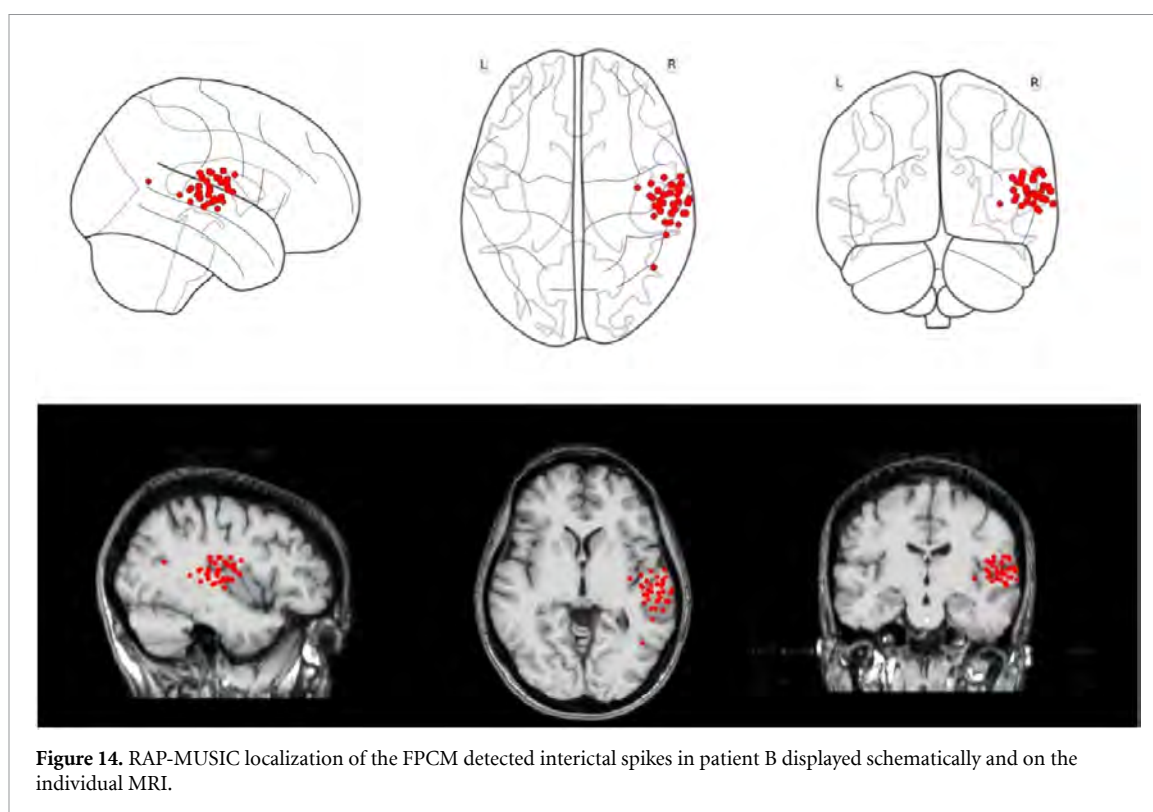 L R
L R
Figure 14. RAP-MUSIC localization of the FPCM detected interictal spikes in patient B displayed schematically and on the
individual MRI.